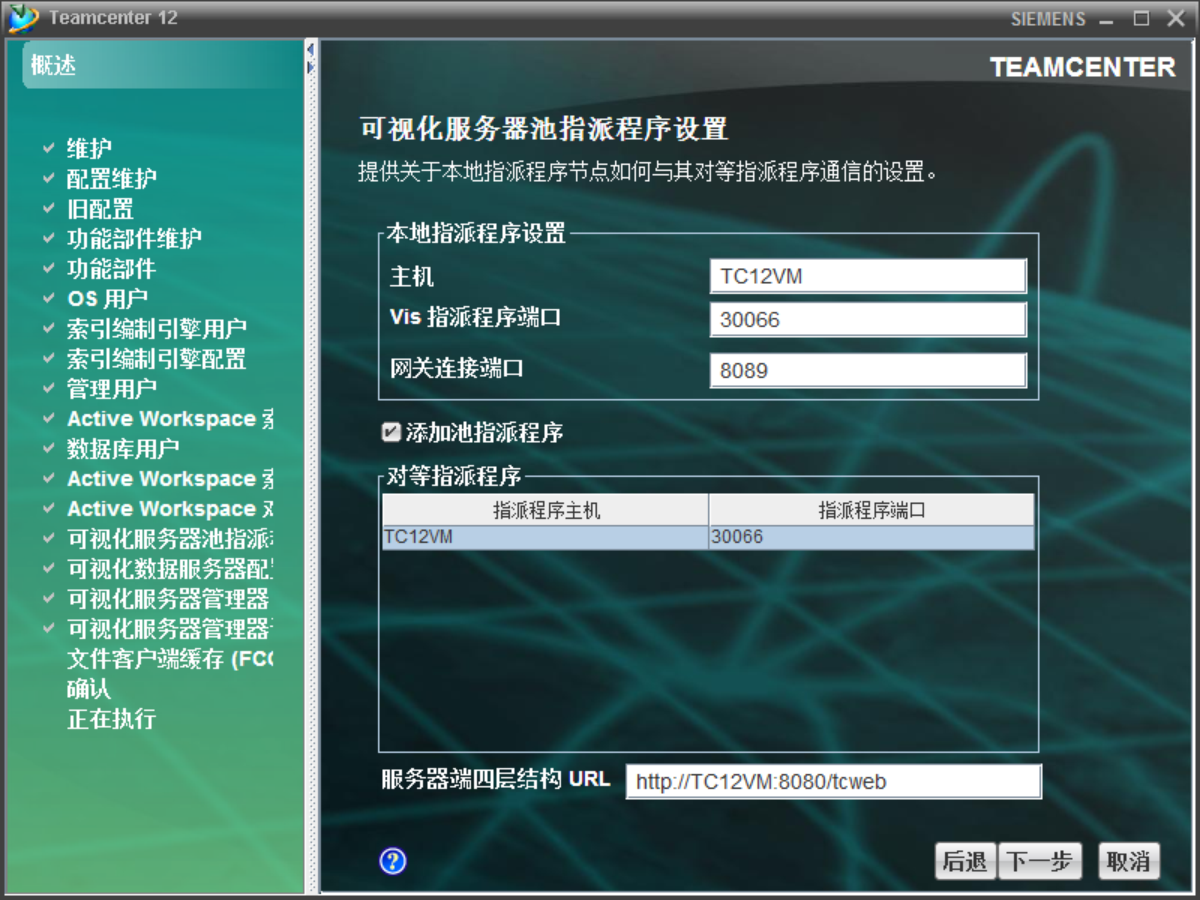 Teamcenter 12
SIEMENS
概述
维护
配置维护
旧配置
功能部件维护
功能部件
OS 用户
索引编制引擎用户
索引编制引擎配置
管理用户
Active Workspace
数据库用户
Active Workspace
Active Workspace
可视化服务器池指派
可视化数据服务器配
可视化服务器管理器
可视化服务器管理器
文件客户端缓存 (FCC
确认
正在执行
TEAMCENTER
可视化服务器池指派程序设置
提供关于本地指派程序节点如何与其对等指派程序通信的设置。
本地指派程序设置
主机 TC12VM
Vis 指派程序端口 30066
网关连接端口 8089
添加池指派程序
对等指派程序
指派程序主机 指派程序端口
TC12VM 30066
服务器端四层结构 URL http://TC12VM:8080/tcweb
?
后退 下一步 取消